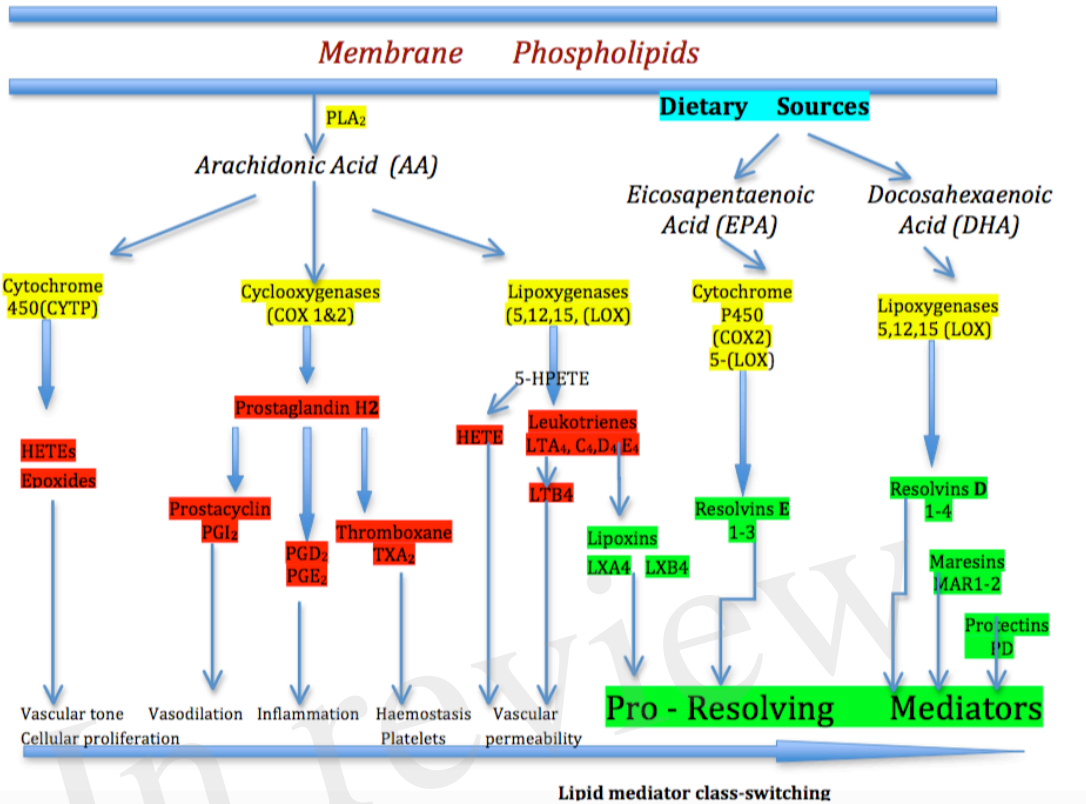 Membrane Phospholipids
Dietary Sources
PLA₂
Arachidonic Acid (AA)
Eicosapentaenoic
Acid (EPA)
Docosahexaenoic
Acid (DHA)
Cytochrome
450(CYTP)
Cyclooxygenases
(COX 1&2)
Lipoxygenases
(5,12,15, (LOX)
Cytochrome
P450
(COX2)
5-(LOX)
Lipoxygenases
5,12,15 (LOX)
5-HPETE
Prostaglandin H2
HETE
Leukotrienes
LTA₄, C₄,D₄,E₄
HETEs
Epoxides
LTB4
Prostacyclin
PGI₂
PGD₂
PGE₂
Thromboxane
TXA₂
Lipoxins
LXA4 LXB4
Resolvins E
1-3
Resolvins D
1-4
Maresins
MAR1-2
Protectins
PD
Pro - Resolving Mediators
Vascular tone
Cellular proliferation
Vasodilation
Inflammation
Haemostasis
Platelets
Vascular
permeability
Lipid mediator class-switching
In review